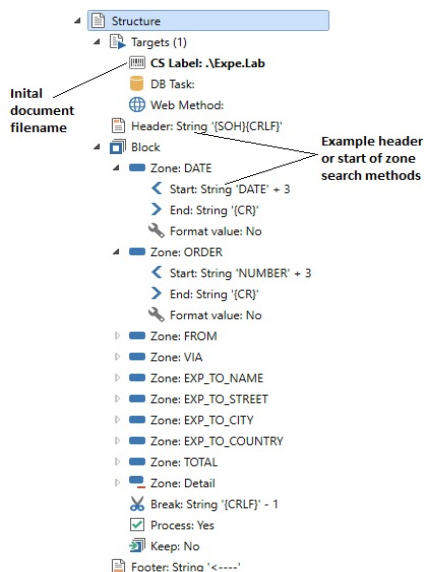 Structure
Targets (1)
CS Label: .\Expe.Lab
DB Task:
Web Method:
Header: String '{SOH}{CRLF}'
Block
Zone: DATE
Start: String 'DATE' + 3
End: String '{CR}'
Format value: No
Zone: ORDER
Start: String 'NUMBER' + 3
End: String '{CR}'
Format value: No
Zone: FROM
Zone: VIA
Zone: EXP_TO_NAME
Zone: EXP_TO_STREET
Zone: EXP_TO_CITY
Zone: EXP_TO_COUNTRY
Zone: TOTAL
Zone: Detail
Break: String '{CRLF}' - 1
Process: Yes
Keep: No
Footer: String '<----'
Inital
document
filename
Example header
or start of zone
search methods